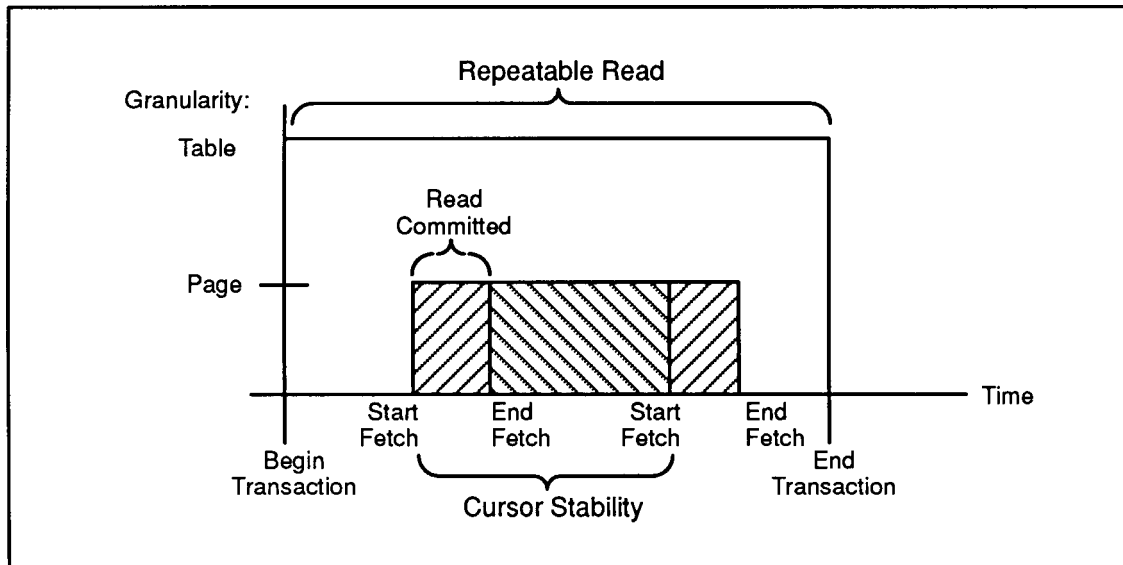 Repeatable Read
Granularity:
Table
Read
Committed
Page
Time
Start
Fetch
End
Fetch
Start
Fetch
End
Fetch
Begin
Transaction
End
Transaction
Cursor Stability